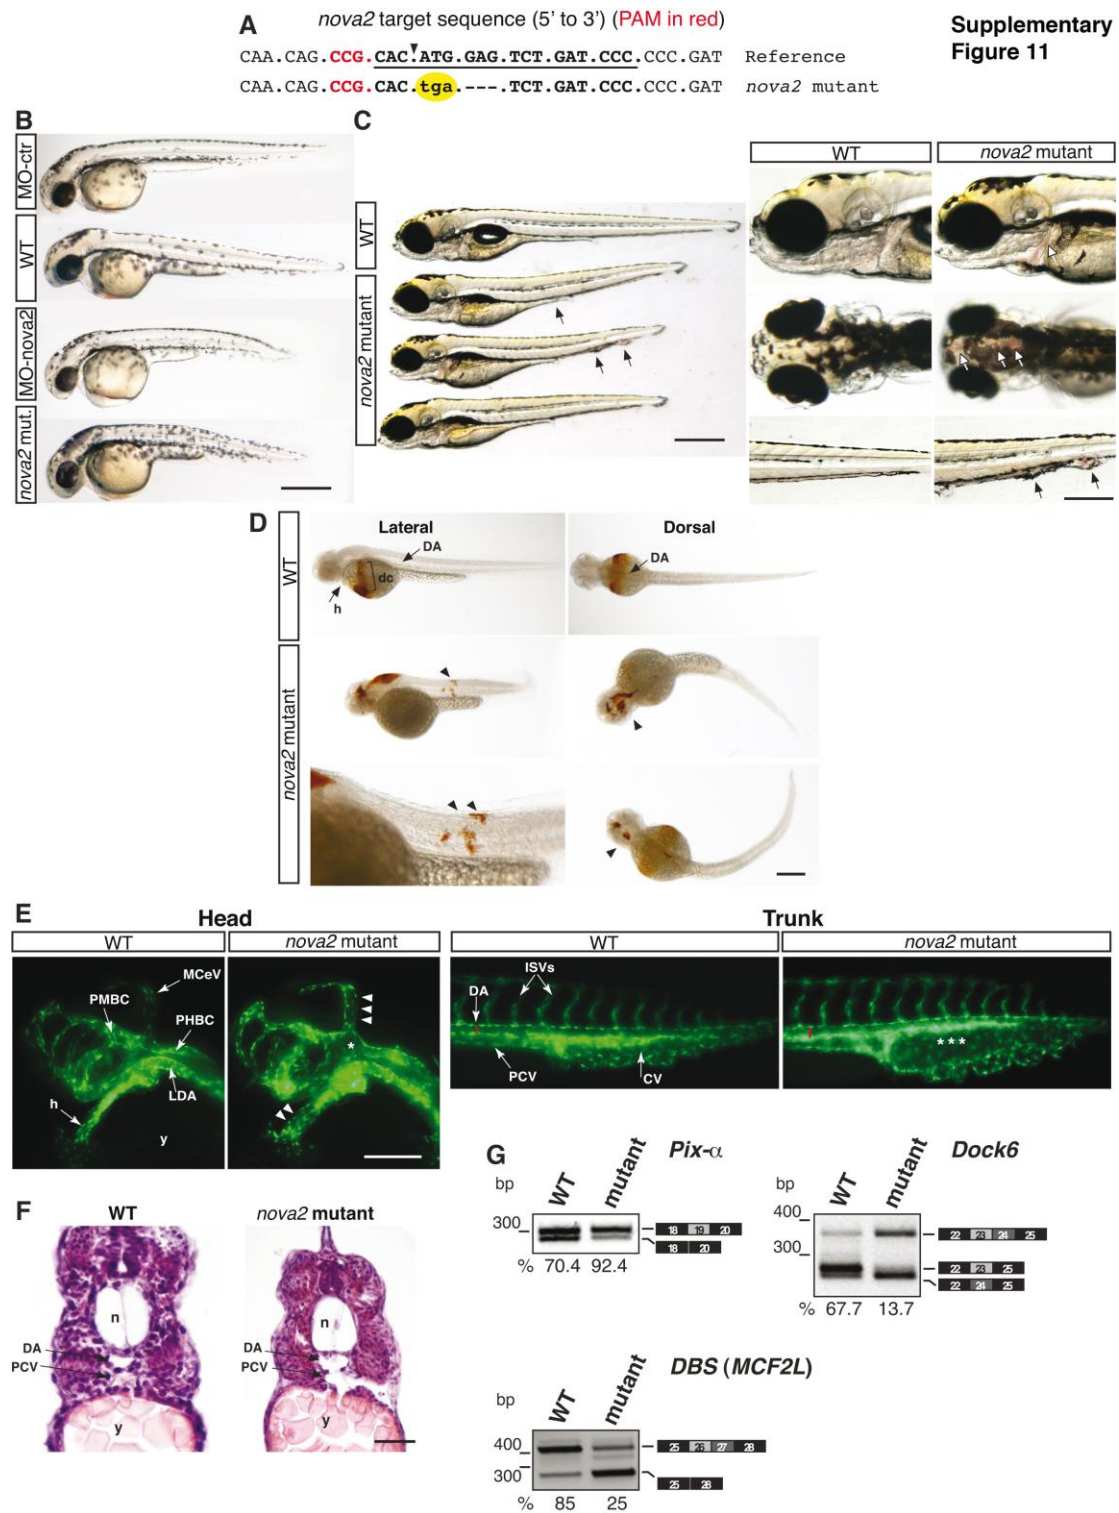 Supplementary
Figure 11
A
nova2 target sequence (5' to 3') (PAM in red)
CAA.CAG.CCG.CAC.ATG.GAG.TCT.GAT.CCC.CCC.GAT Reference
CAA.CAG.CCG.CAC.tga.---.TCT.GAT.CCC.CCC.GAT nova2 mutant
B
MO-ctr
WT
MO-nova2
nova2 mut.
C
WT
nova2 mutant
WT nova2 mutant
D
Lateral Dorsal
WT
DA
dc
h
DA
nova2 mutant
E
Head Trunk
WT nova2 mutant WT nova2 mutant
MCeV
PMBC
PHBC
LDA
h
y
*
ISVs
DA
PCV
CV
***
F
WT nova2 mutant
n
DA
PCV
y
n
DA
PCV
y
G
Pix-α
bp WT mutant
300
18 19 20
18 20
% 70.4 92.4
Dock6
bp WT mutant
400
22 23 24 25
300
22 23 25
22 24 25
% 67.7 13.7
DBS (MCF2L)
bp WT mutant
400
25 26 27 28
300
25 28
% 85 25